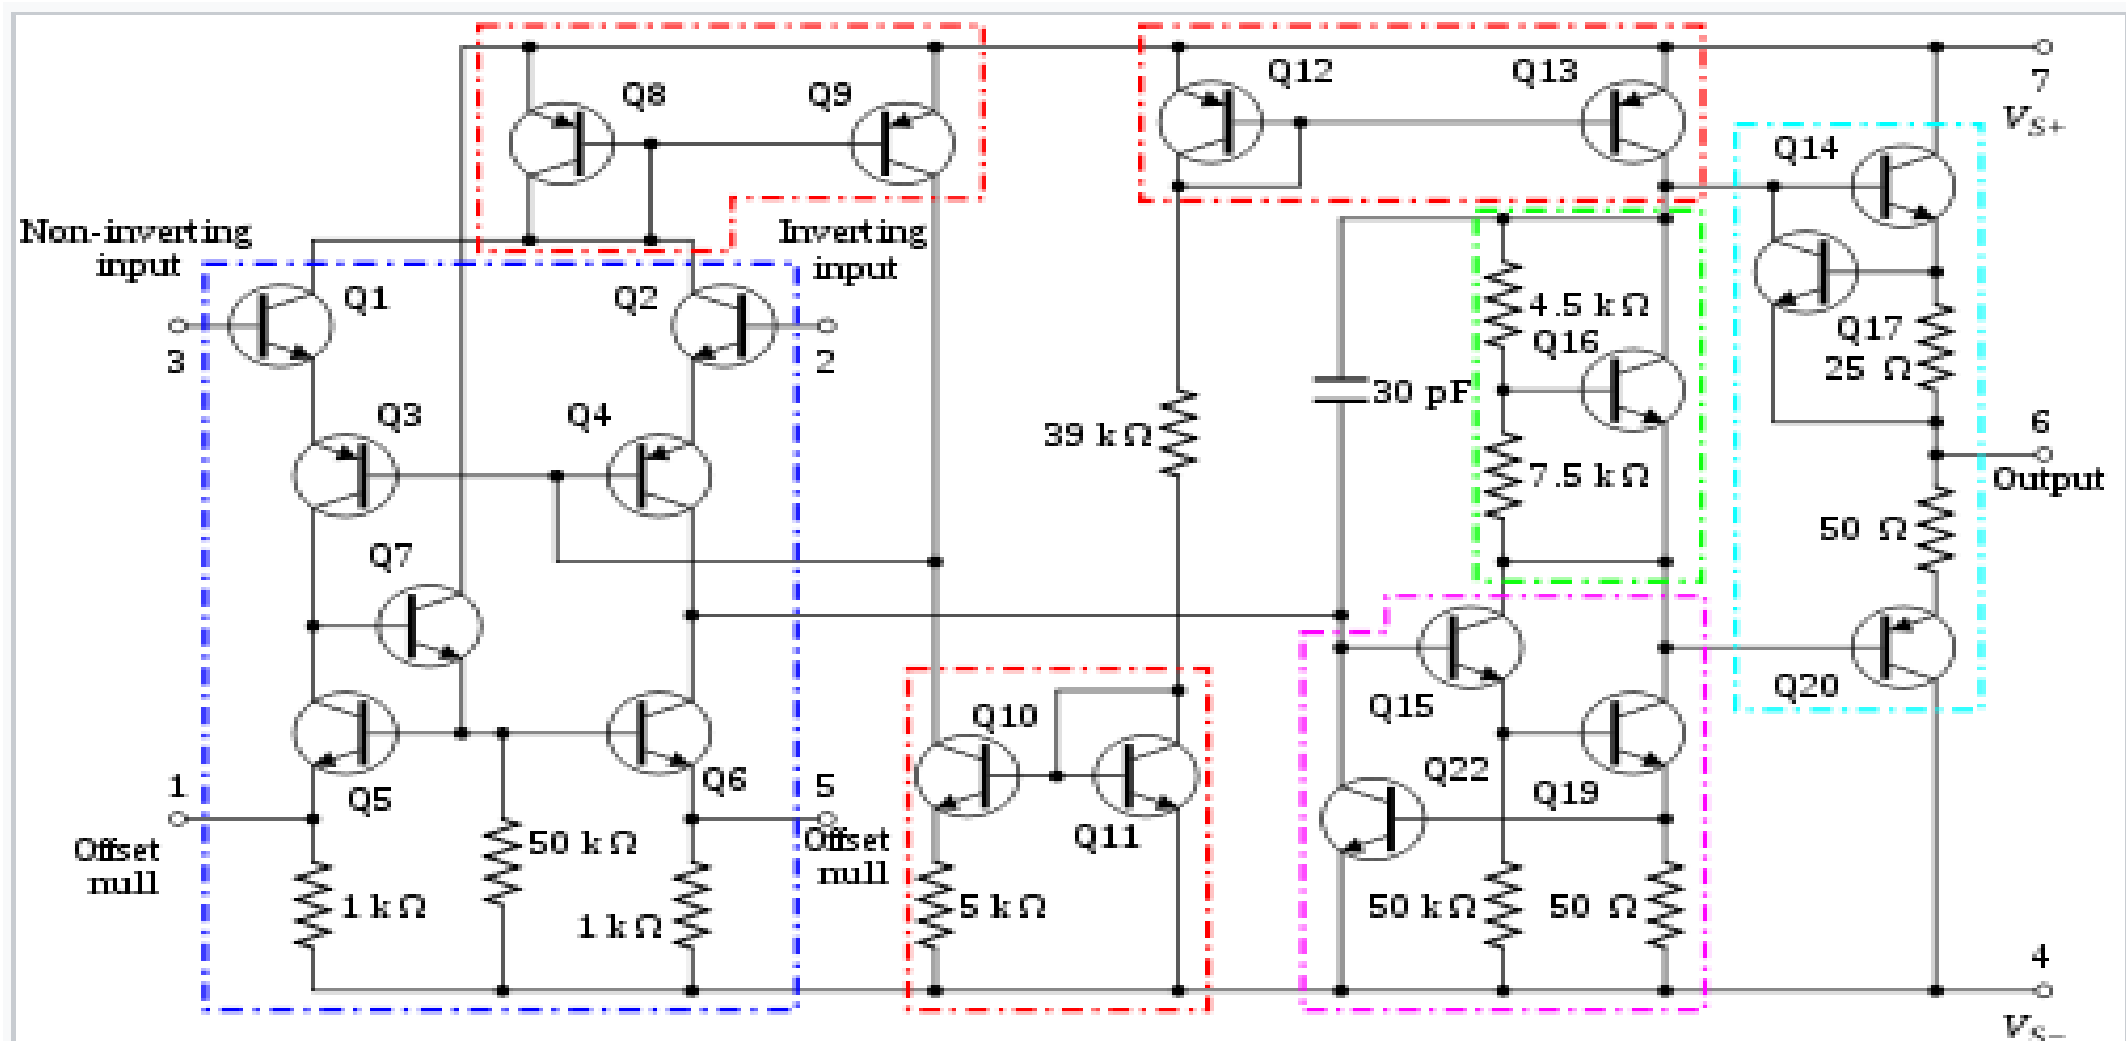 Q8
Q9
Q12
Q13
7
V_S+
Q14
Non-inverting
input
Inverting
input
Q1
Q2
3
2
4.5 kΩ
Q16
Q17
25 Ω
30 pF
Q3
Q4
39 kΩ
7.5 kΩ
6
Output
50 Ω
Q7
Q15
Q20
Q10
1
Q5
Q6
5
Q22
Q19
Q11
Offset
null
50 kΩ
Offset
null
1 kΩ
1 kΩ
5 kΩ
50 kΩ
50 Ω
4
V_S−